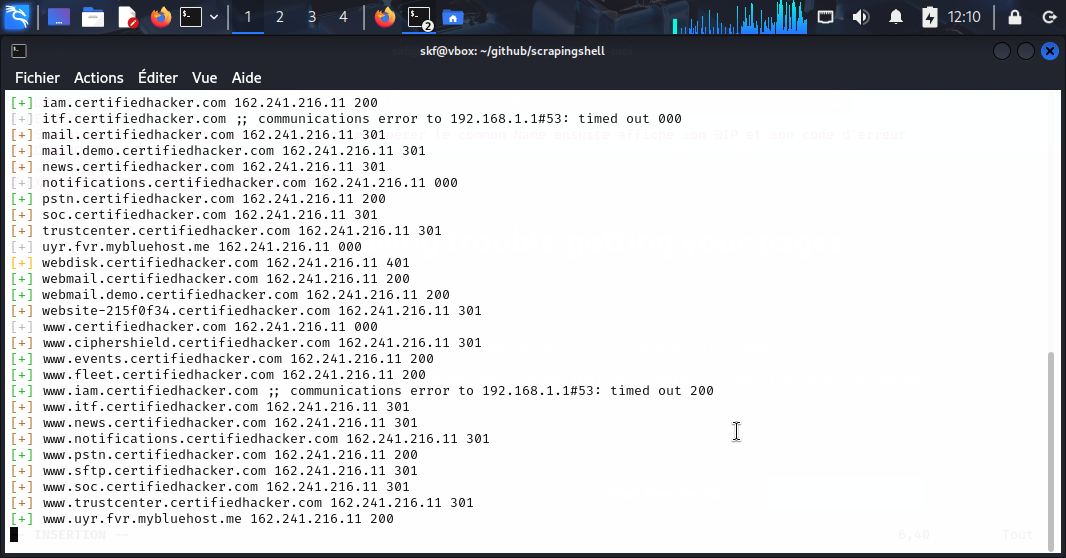 1 2 3 4 2 12:10
skf@vbox: ~/github/scrapingshell
Fichier Actions Éditer Vue Aide
[+] iam.certifiedhacker.com 162.241.216.11 200
[+] itf.certifiedhacker.com ;; communications error to 192.168.1.1#53: timed out 000
[+] mail.certifiedhacker.com 162.241.216.11 301
[+] mail.demo.certifiedhacker.com 162.241.216.11 301
[+] news.certifiedhacker.com 162.241.216.11 301
[+] notifications.certifiedhacker.com 162.241.216.11 000
[+] pstn.certifiedhacker.com 162.241.216.11 200
[+] soc.certifiedhacker.com 162.241.216.11 301
[+] trustcenter.certifiedhacker.com 162.241.216.11 301
[+] uyr.fvr.mybluehost.me 162.241.216.11 000
[+] webdisk.certifiedhacker.com 162.241.216.11 401
[+] webmail.certifiedhacker.com 162.241.216.11 200
[+] webmail.demo.certifiedhacker.com 162.241.216.11 200
[+] website-215f0f34.certifiedhacker.com 162.241.216.11 301
[+] www.certifiedhacker.com 162.241.216.11 000
[+] www.ciphershield.certifiedhacker.com 162.241.216.11 301
[+] www.events.certifiedhacker.com 162.241.216.11 200
[+] www.fleet.certifiedhacker.com 162.241.216.11 200
[+] www.iam.certifiedhacker.com ;; communications error to 192.168.1.1#53: timed out 200
[+] www.itf.certifiedhacker.com 162.241.216.11 301
[+] www.news.certifiedhacker.com 162.241.216.11 301
[+] www.notifications.certifiedhacker.com 162.241.216.11 301
[+] www.pstn.certifiedhacker.com 162.241.216.11 200
[+] www.sftp.certifiedhacker.com 162.241.216.11 301
[+] www.soc.certifiedhacker.com 162.241.216.11 301
[+] www.trustcenter.certifiedhacker.com 162.241.216.11 301
[+] www.uyr.fvr.mybluehost.me 162.241.216.11 200
-- INSERTION -- 6,40 Tout